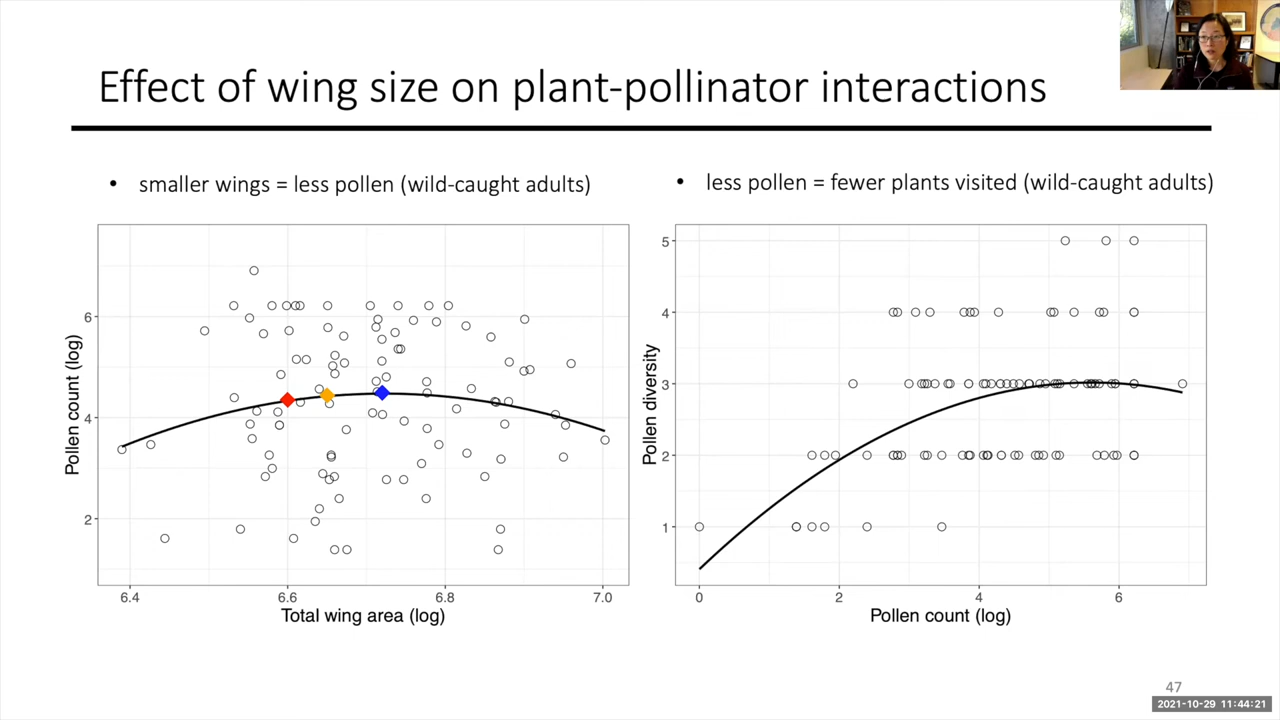 Effect of wing size on plant-pollinator interactions
• smaller wings = less pollen (wild-caught adults)
• less pollen = fewer plants visited (wild-caught adults)
Pollen count (log)
6
4
2
6.4 6.6 6.8 7.0
Total wing area (log)
Pollen diversity
5
4
3
2
1
0 2 4 6
Pollen count (log)
47
2021-10-29 11:44:21